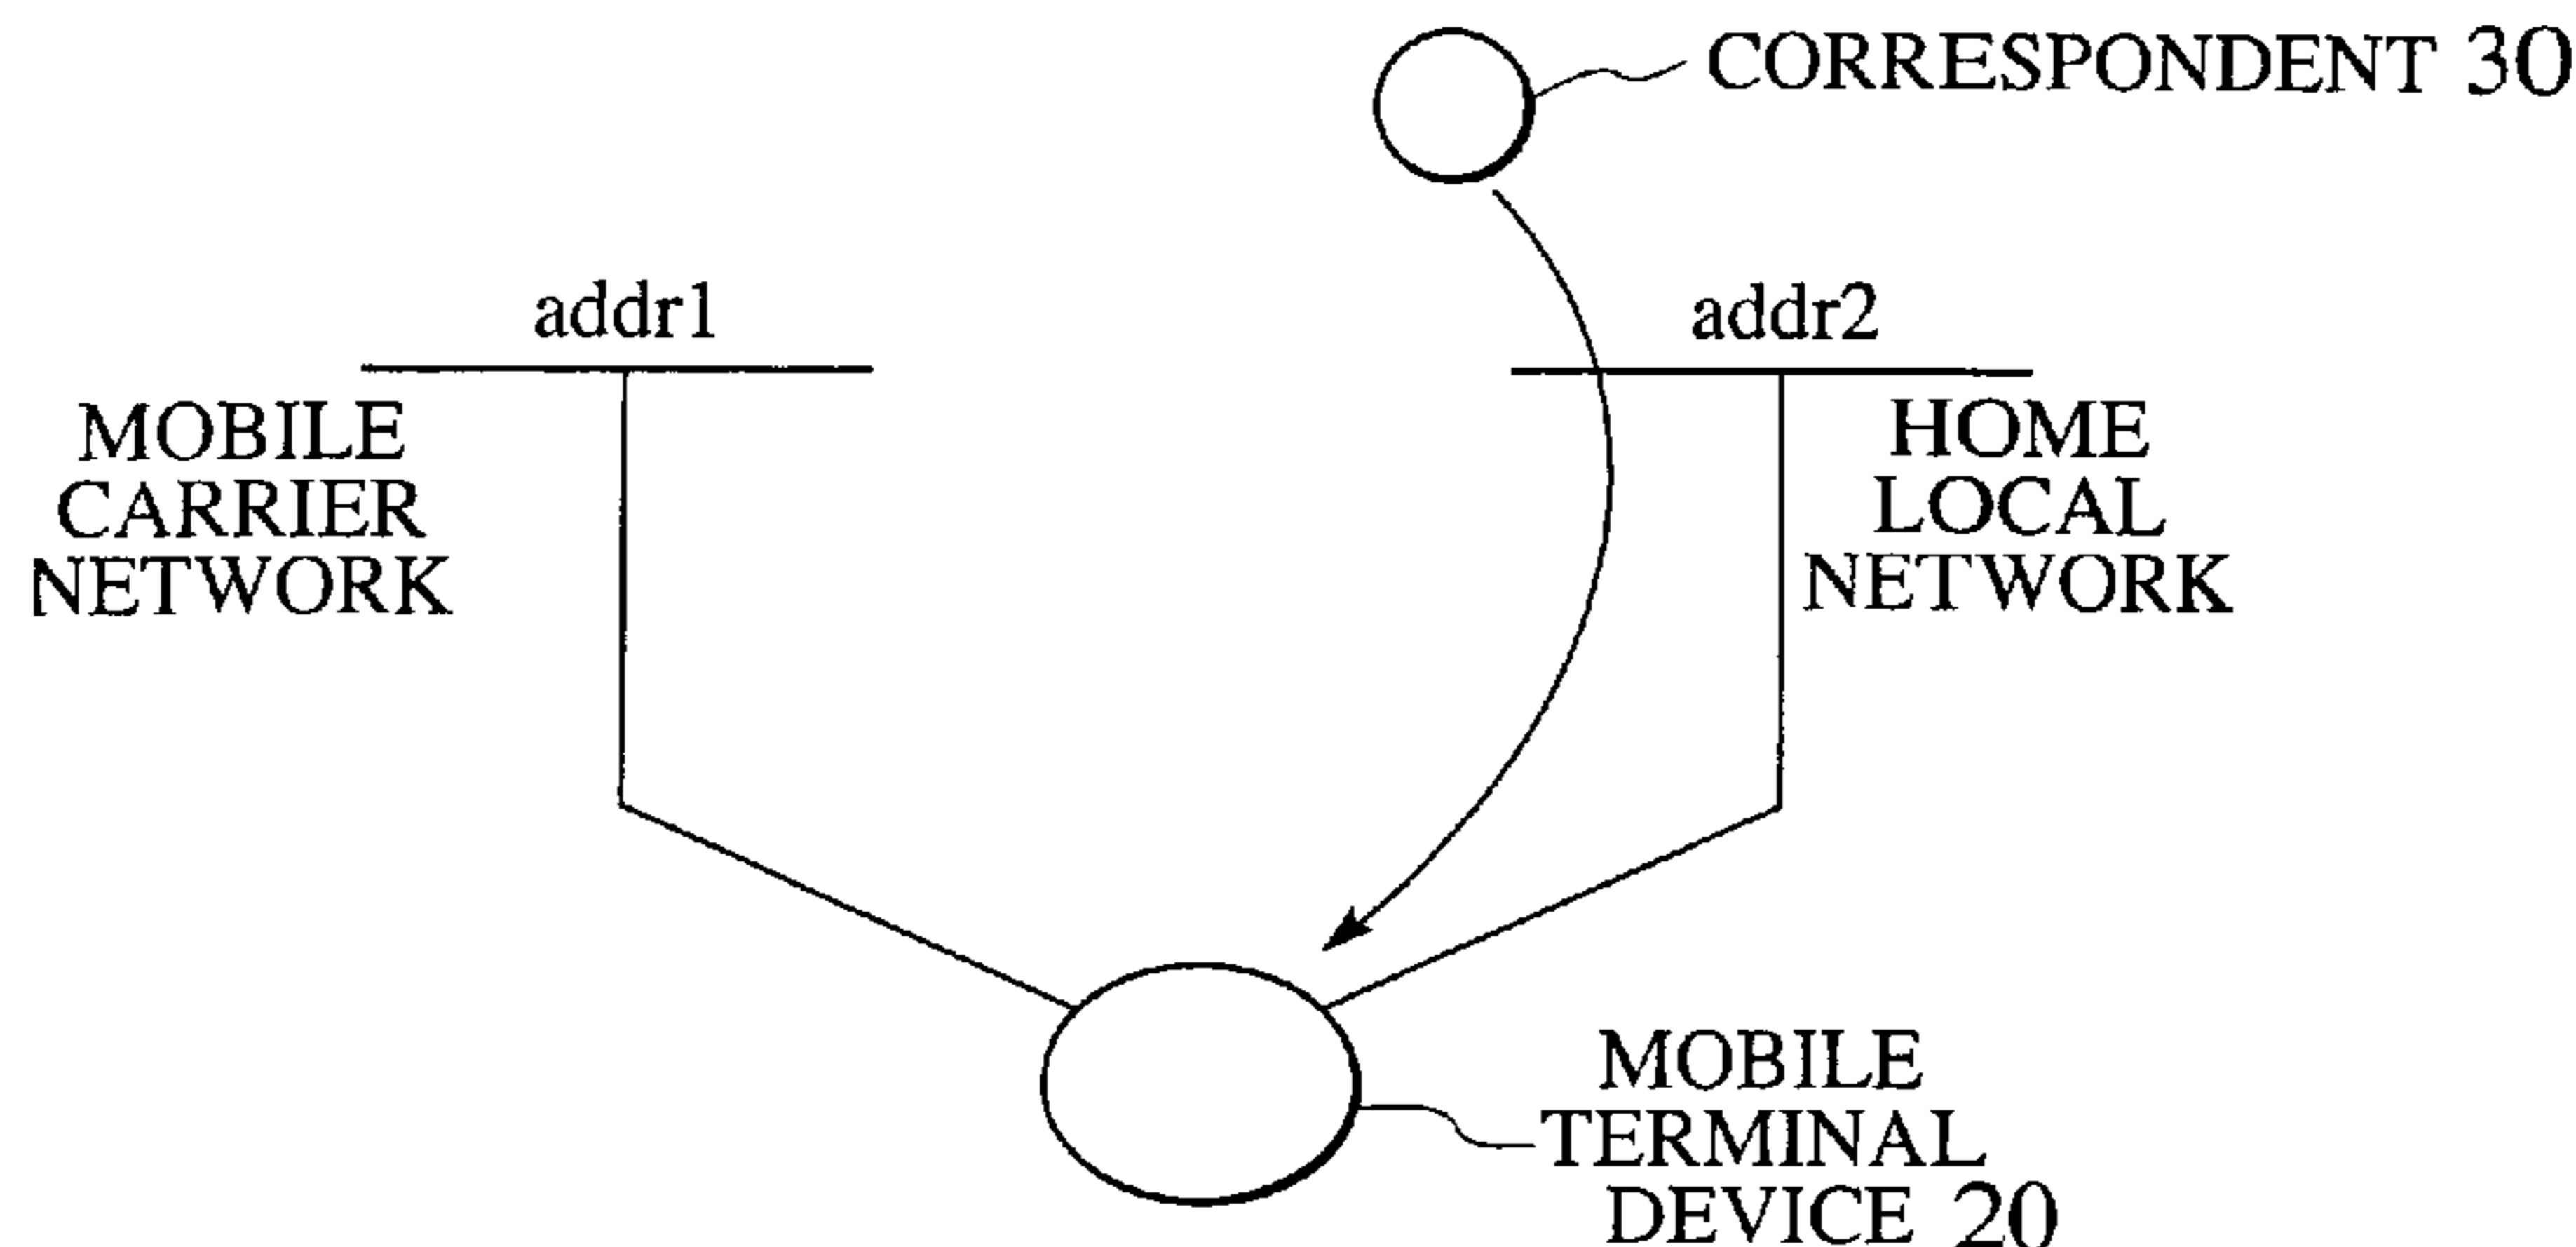 CORRESPONDENT 30
addr1
addr2
MOBILE
CARRIER
NETWORK
HOME
LOCAL
NETWORK
MOBILE
TERMINAL
DEVICE 20